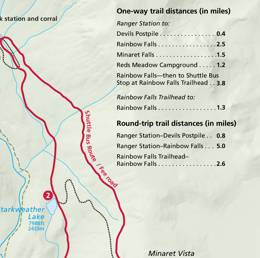 k station and corral
One-way trail distances (in miles)
Ranger Station to:
Devils Postpile . . . . . . . . . . . . . . . 0.4
Rainbow Falls . . . . . . . . . . . . . . . . 2.5
Minaret Falls . . . . . . . . . . . . . . . . . 1.5
Reds Meadow Campground . . . . . 1.2
Rainbow Falls—then to Shuttle Bus
Stop at Rainbow Falls Trailhead . . 3.8
Rainbow Falls Trailhead to:
Rainbow Falls . . . . . . . . . . . . . . . . 1.3
Round-trip trail distances (in miles)
Ranger Station–Devils Postpile . . 0.8
Ranger Station–Rainbow Falls . . . 5.0
Rainbow Falls Trailhead–
Rainbow Falls . . . . . . . . . . . . . . . . 2.6
Shuttle Bus Route / Fee road
2
tarkweather
Lake
Minaret Vista